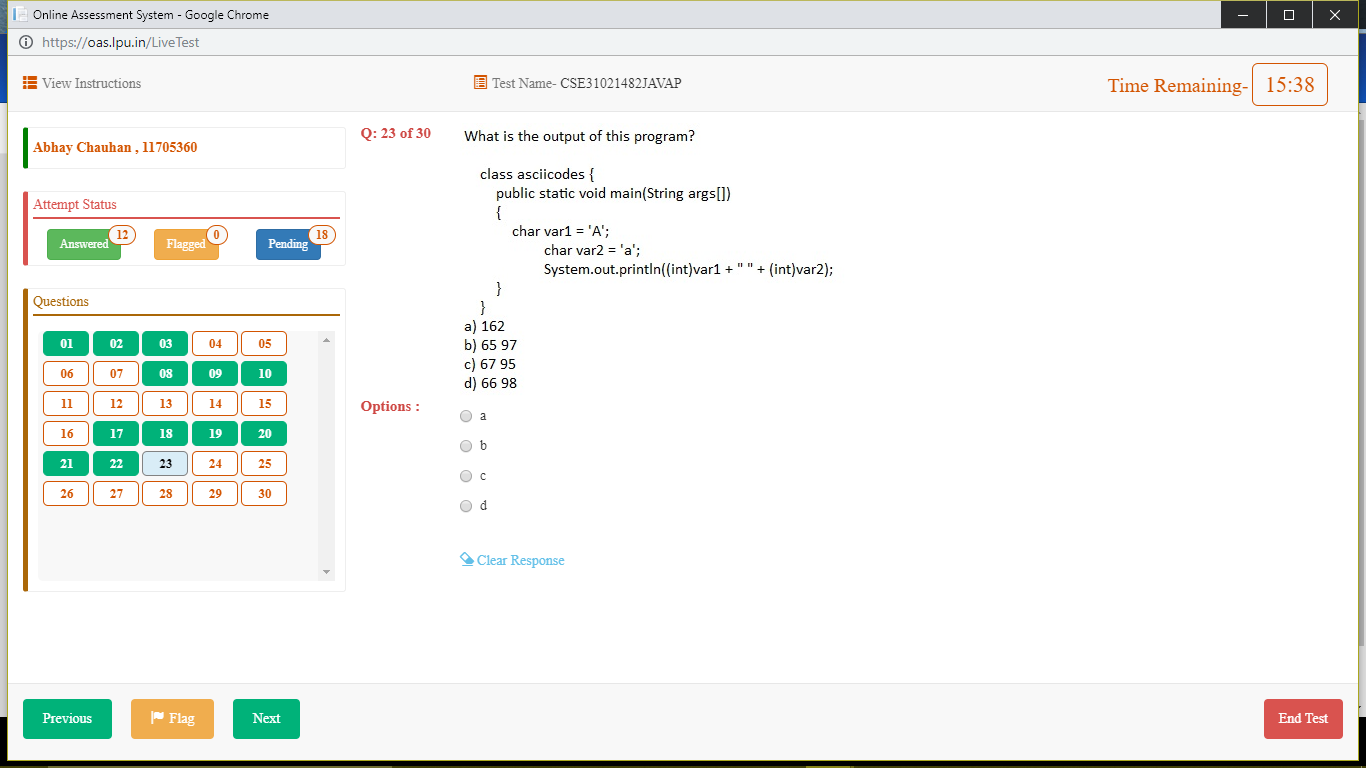 Online Assessment System - Google Chrome
https://oas.lpu.in/LiveTest
View Instructions
Test Name- CSE31021482JAVAP
Time Remaining- 15:38
Abhay Chauhan , 11705360
Attempt Status
Answered 12
Flagged 0
Pending 18
Questions
01 02 03 04 05
06 07 08 09 10
11 12 13 14 15
16 17 18 19 20
21 22 23 24 25
26 27 28 29 30
Q: 23 of 30
What is the output of this program?
class asciicodes {
public static void main(String args[])
{
char var1 = 'A';
char var2 = 'a';
System.out.println((int)var1 + " " + (int)var2);
}
}
a) 162
b) 65 97
c) 67 95
d) 66 98
Options :
a
b
c
d
Clear Response
Previous
Flag
Next
End Test